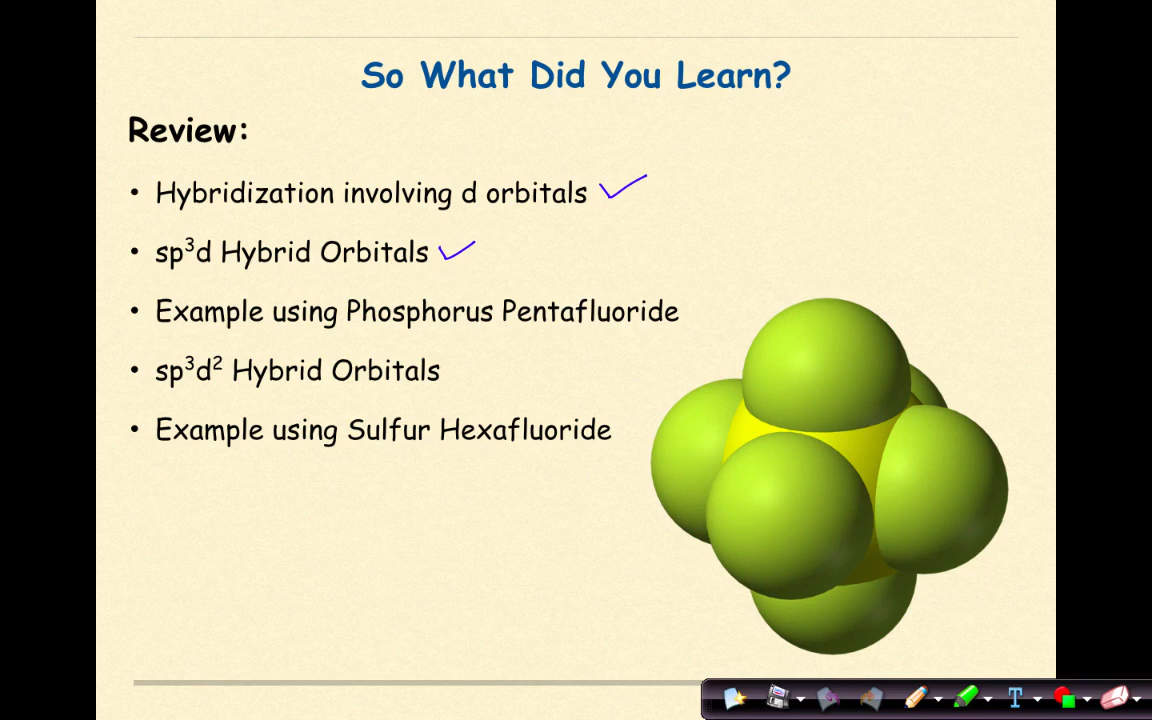 So What Did You Learn?
Review:
• Hybridization involving d orbitals ✓
• sp³d Hybrid Orbitals ✓
• Example using Phosphorus Pentafluoride
• sp³d² Hybrid Orbitals
• Example using Sulfur Hexafluoride
T